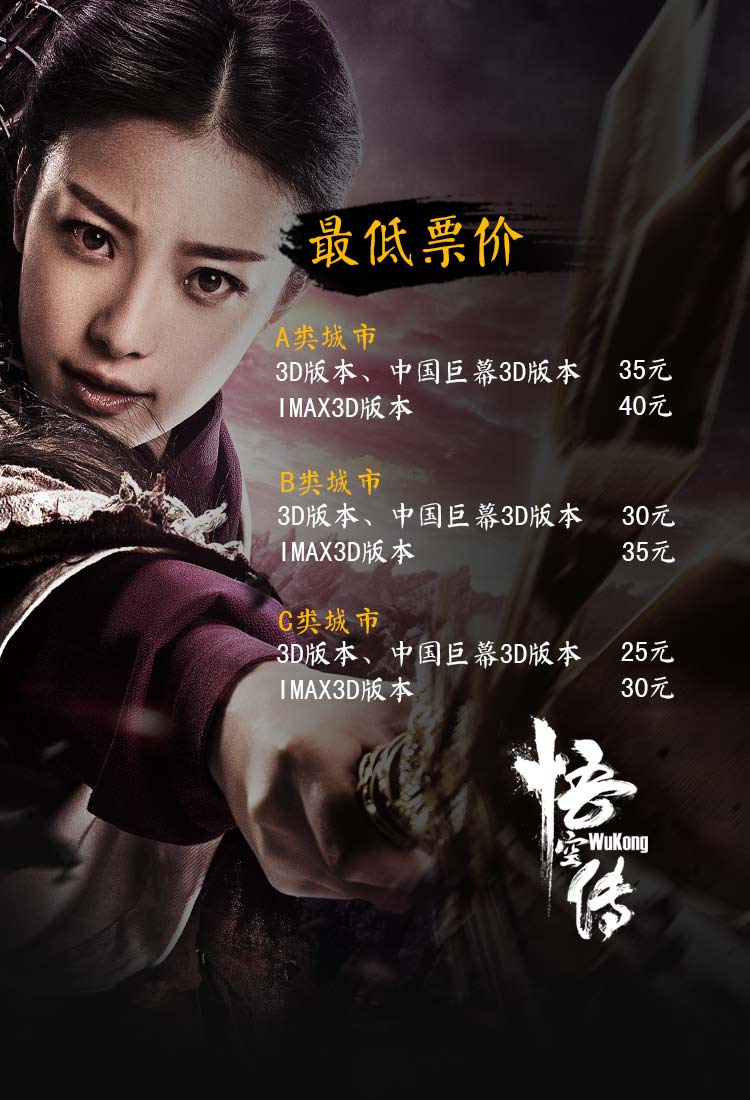 最低票价
A类城市
3D版本、中国巨幕3D版本 35元
IMAX3D版本 40元
B类城市
3D版本、中国巨幕3D版本 30元
IMAX3D版本 35元
C类城市
3D版本、中国巨幕3D版本 25元
IMAX3D版本 30元
悟空传
WuKong